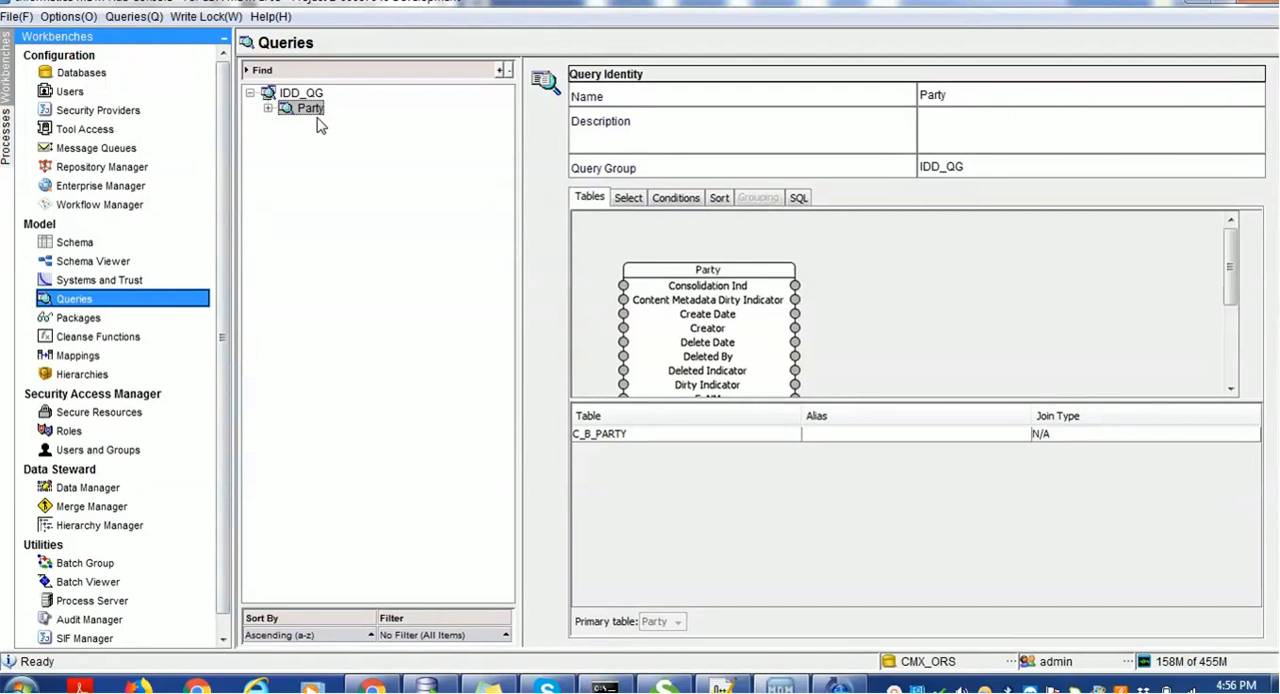 File(F) Options(O) Queries(Q) Write Lock(W) Help(H)
Processes Workbenches
Workbenches
Configuration
Databases
Users
Security Providers
Tool Access
Message Queues
Repository Manager
Enterprise Manager
Workflow Manager
Model
Schema
Schema Viewer
Systems and Trust
Queries
Packages
Cleanse Functions
Mappings
Hierarchies
Security Access Manager
Secure Resources
Roles
Users and Groups
Data Steward
Data Manager
Merge Manager
Hierarchy Manager
Utilities
Batch Group
Batch Viewer
Process Server
Audit Manager
SIF Manager
Queries
Find
+ -
IDD_QG
Party
Sort By Filter
Ascending (a-z) No Filter (All Items)
Query Identity
Name Party
Description
Query Group IDD_QG
Tables Select Conditions Sort Grouping SQL
Party
Consolidation Ind
Content Metadata Dirty Indicator
Create Date
Creator
Delete Date
Deleted By
Deleted Indicator
Dirty Indicator
Table Alias Join Type
C_B_PARTY N/A
Primary table: Party
Ready CMX_ORS admin 158M of 455M
4:56 PM